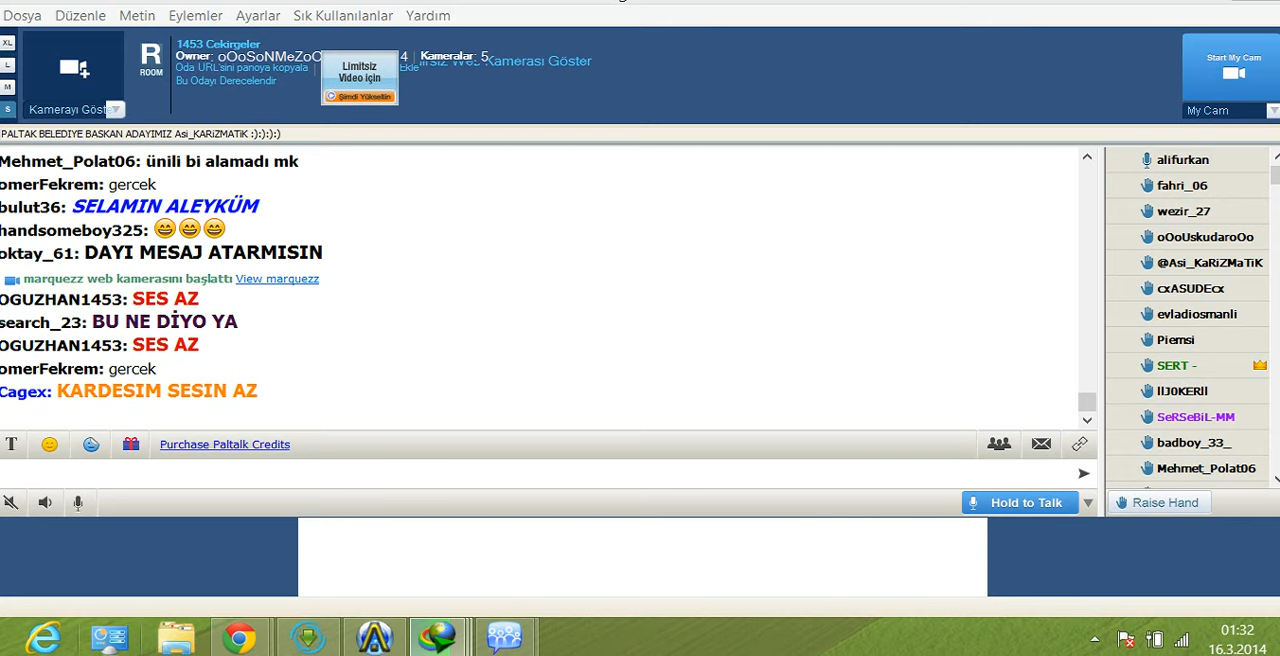 Dosya Düzenle Metin Eylemler Ayarlar Sık Kullanılanlar Yardım
XL
L
M
S
Kamerayı Göst
R
ROOM
1453 Cekirgeler
Owner: oOoSoNMeZoO 4 | Kameralar: 5
Oda URL'sini panoya kopyala | Ekle
Bu Odayı Derecelendir
Limitsiz
Video için
Şimdi Yükseltin
Web Kamerası Göster
Start My Cam
My Cam
PALTAK BELEDIYE BASKAN ADAYIMIZ Asi_KARiZMATiK :):):):)
Mehmet_Polat06: ünili bi alamadı mk
omerFekrem: gercek
bulut36: SELAMIN ALEYKÜM
handsomeboy325: 😄😄😄
oktay_61: DAYI MESAJ ATARMISIN
marquezz web kamerasını başlattı View marquezz
OGUZHAN1453: SES AZ
search_23: BU NE DİYO YA
OGUZHAN1453: SES AZ
omerFekrem: gercek
Cagex: KARDESIM SESIN AZ
alifurkan
fahri_06
wezir_27
oOoUskudaroOo
@Asi_KaRiZMaTiK
cxASUDEcx
evladiosmanli
Piemsi
SERT -
llJ0KERll
SeRSeBiL-MM
badboy_33_
Mehmet_Polat06
T Purchase Paltalk Credits
Hold to Talk
Raise Hand
01:32
16.3.2014